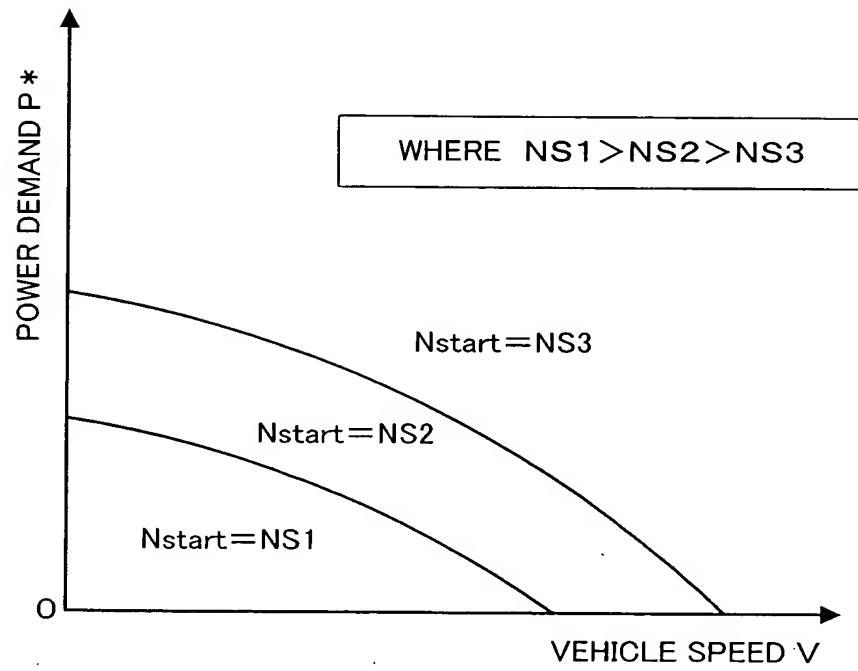 POWER DEMAND P*
WHERE NS1>NS2>NS3
Nstart=NS3
Nstart=NS2
Nstart=NS1
O
VEHICLE SPEED V